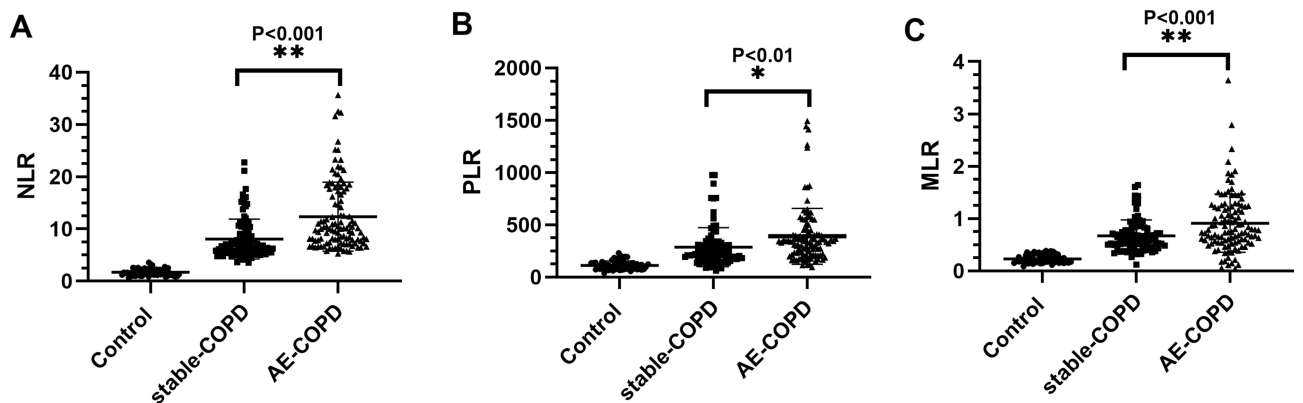 A
P<0.001
**
NLR
40
30
20
10
0
Control
stable-COPD
AE-COPD
B
P<0.01
*
PLR
2000
1500
1000
500
0
Control
stable-COPD
AE-COPD
C
P<0.001
**
MLR
4
3
2
1
0
Control
stable-COPD
AE-COPD